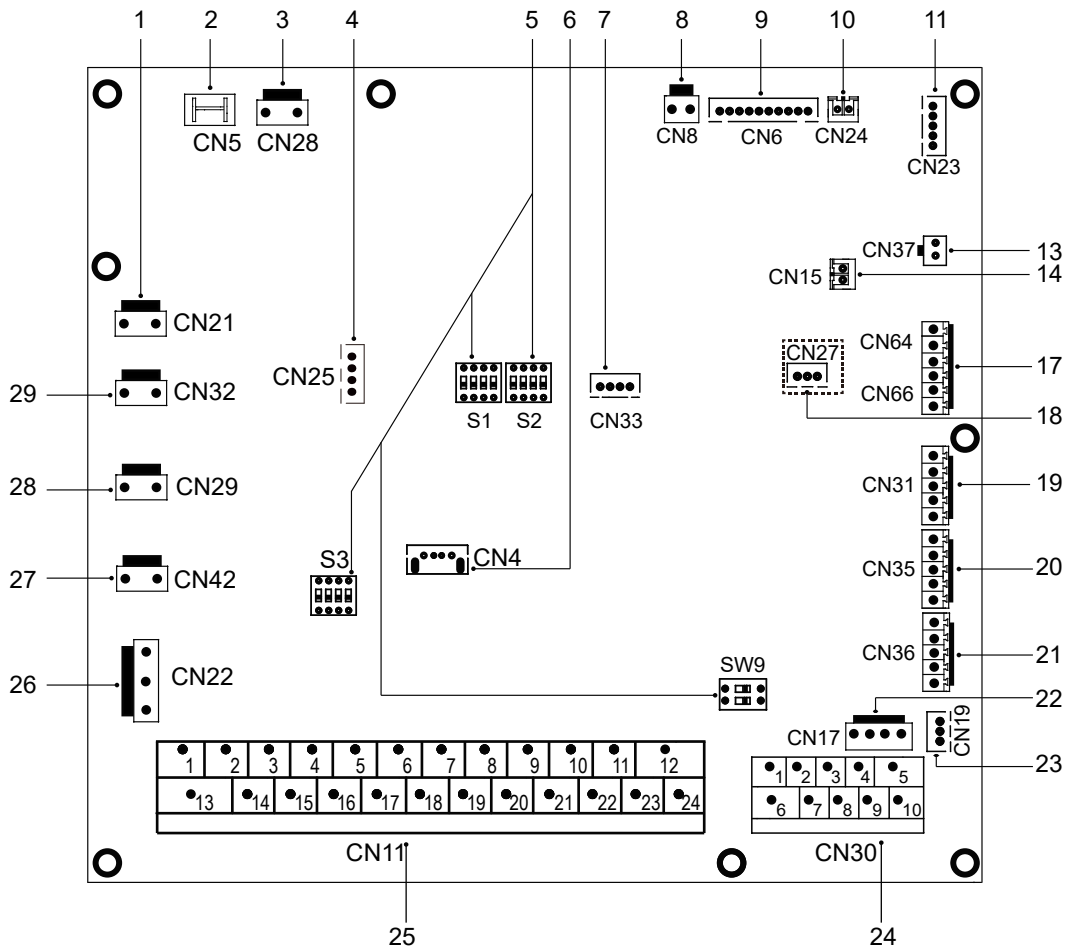 1 2 3 4 5 6 7 8 9 10 11
CN5 CN28 CN8 CN6 CN24 CN23
CN37 13
CN15 14
CN21 CN25 S1 S2 CN33 CN27 CN64
17
29 CN32 CN66
18
28 CN29 CN31 19
27 CN42 S3 CN4 CN35 20
26 CN22 SW9 CN36 21
22
CN17 CN19
23
1 2 3 4 5 6 7 8 9 10 11 12
13 14 15 16 17 18 19 20 21 22 23 24
1 2 3 4 5
6 7 8 9 10
CN11 CN30
25 24